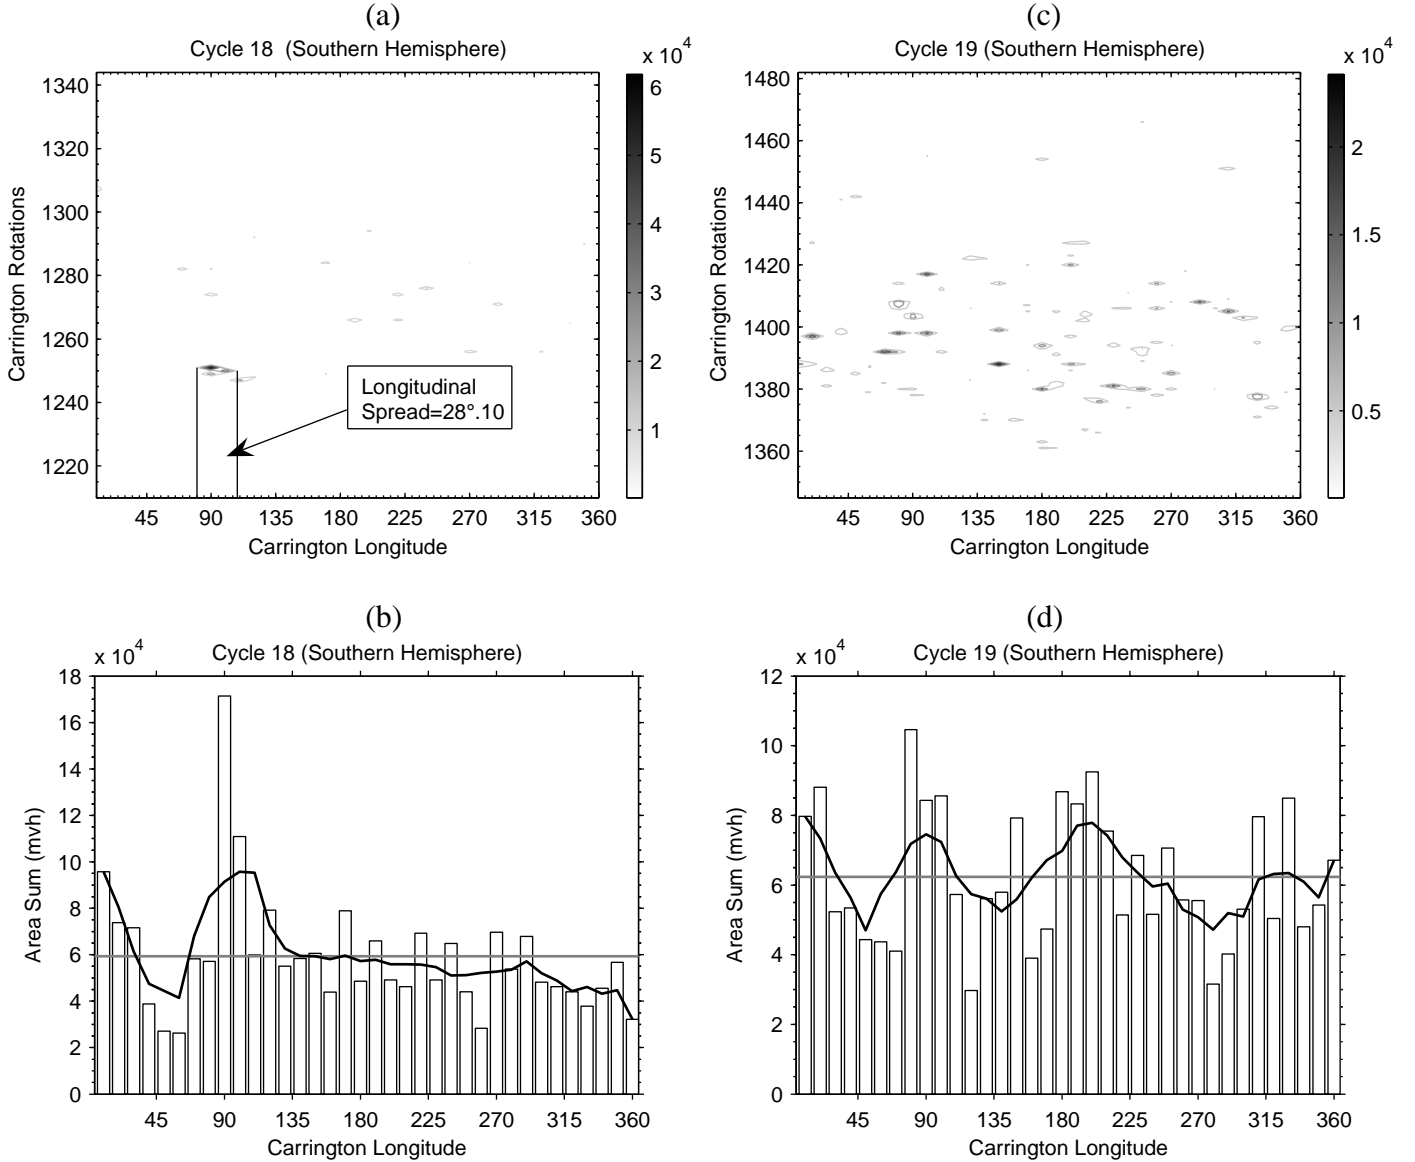 (a)
Cycle 18 (Southern Hemisphere)
x 10^4
1340
1320
1300
1280
1260
1240
1220
Carrington Rotations
Longitudinal
Spread=28°.10
45 90 135 180 225 270 315 360
Carrington Longitude
6
5
4
3
2
1
(c)
Cycle 19 (Southern Hemisphere)
x 10^4
1480
1460
1440
1420
1400
1380
1360
Carrington Rotations
45 90 135 180 225 270 315 360
Carrington Longitude
2
1.5
1
0.5
(b)
x 10^4
Cycle 18 (Southern Hemisphere)
18
16
14
12
10
8
6
4
2
0
Area Sum (mvh)
45 90 135 180 225 270 315 360
Carrington Longitude
(d)
x 10^4
Cycle 19 (Southern Hemisphere)
12
10
8
6
4
2
0
Area Sum (mvh)
45 90 135 180 225 270 315 360
Carrington Longitude